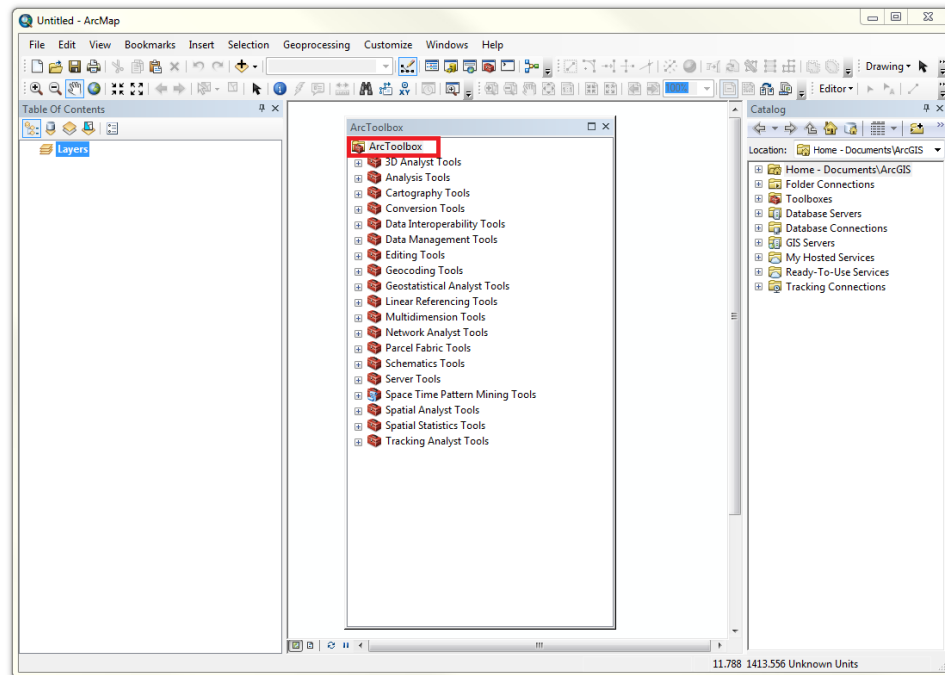 Untitled - ArcMap
File Edit View Bookmarks Insert Selection Geoprocessing Customize Windows Help
Drawing
Editor
Table Of Contents
Layers
ArcToolbox
ArcToolbox
3D Analyst Tools
Analysis Tools
Cartography Tools
Conversion Tools
Data Interoperability Tools
Data Management Tools
Editing Tools
Geocoding Tools
Geostatistical Analyst Tools
Linear Referencing Tools
Multidimension Tools
Network Analyst Tools
Parcel Fabric Tools
Schematics Tools
Server Tools
Space Time Pattern Mining Tools
Spatial Analyst Tools
Spatial Statistics Tools
Tracking Analyst Tools
Catalog
Location: Home - Documents\ArcGIS
Home - Documents\ArcGIS
Folder Connections
Toolboxes
Database Servers
Database Connections
GIS Servers
My Hosted Services
Ready-To-Use Services
Tracking Connections
11.788 1413.556 Unknown Units